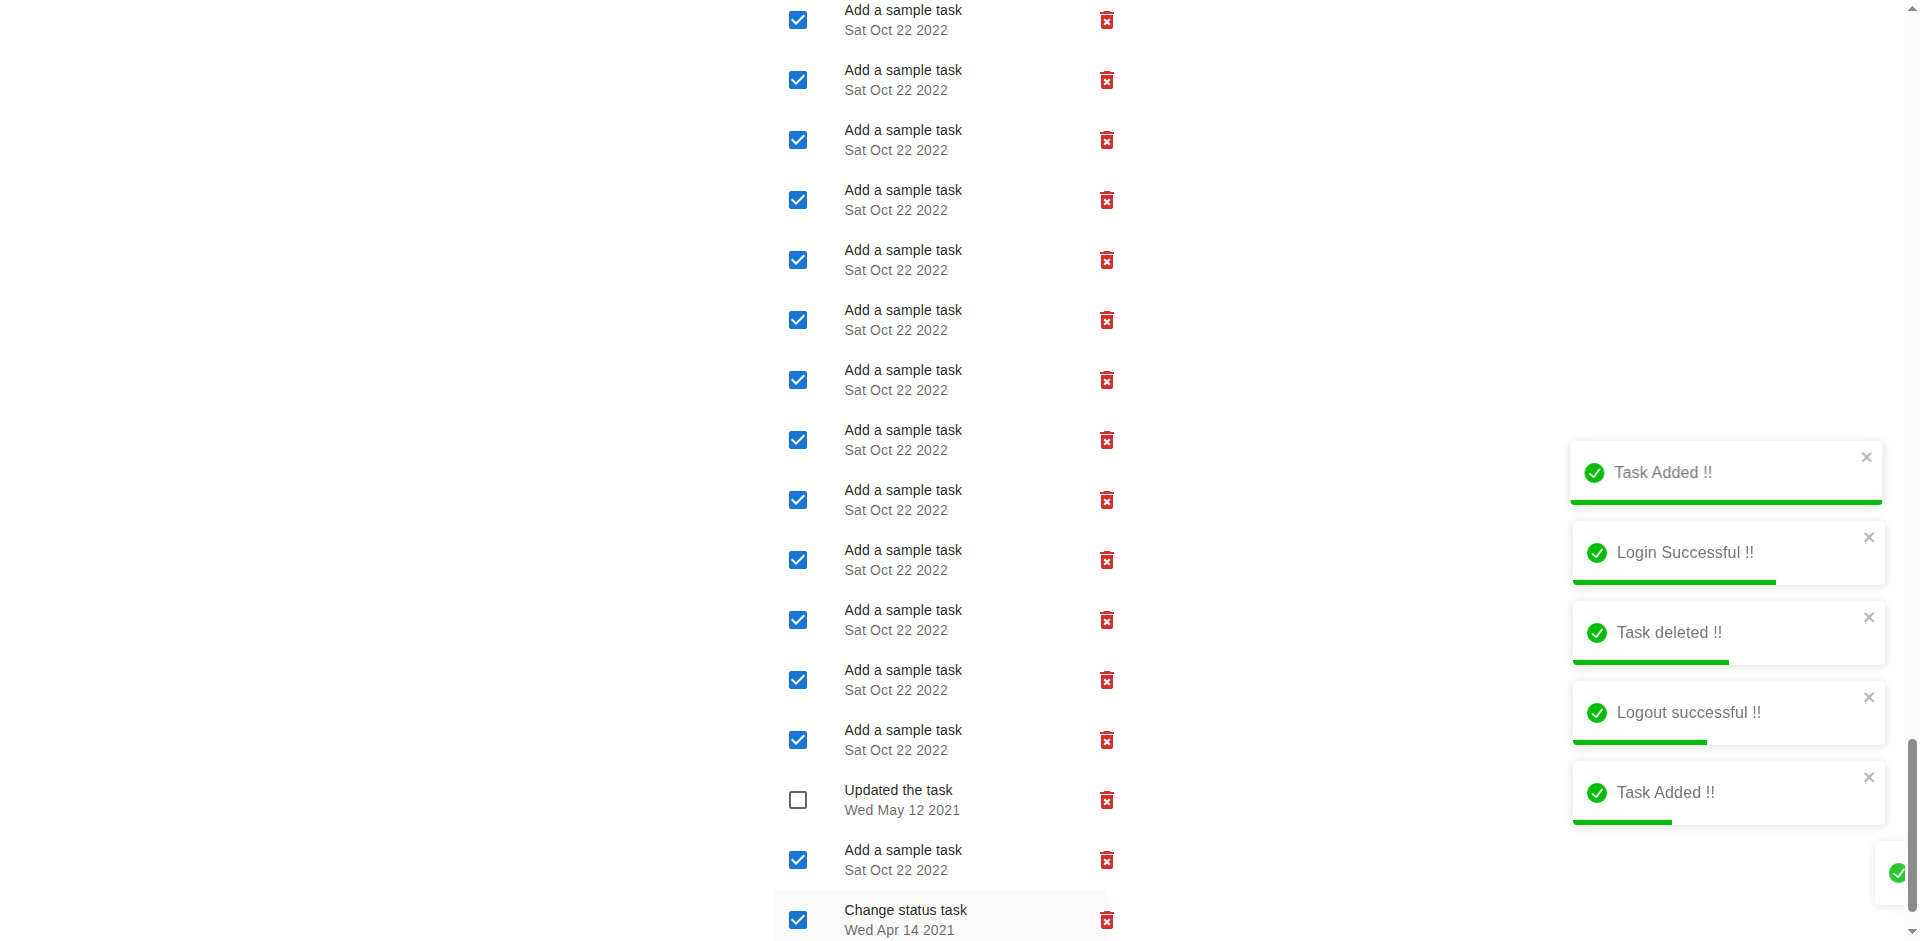 Add a sample task
Sat Oct 22 2022
Add a sample task
Sat Oct 22 2022
Add a sample task
Sat Oct 22 2022
Add a sample task
Sat Oct 22 2022
Add a sample task
Sat Oct 22 2022
Add a sample task
Sat Oct 22 2022
Add a sample task
Sat Oct 22 2022
Add a sample task
Sat Oct 22 2022
Add a sample task
Sat Oct 22 2022
Add a sample task
Sat Oct 22 2022
Add a sample task
Sat Oct 22 2022
Add a sample task
Sat Oct 22 2022
Add a sample task
Sat Oct 22 2022
Updated the task
Wed May 12 2021
Add a sample task
Sat Oct 22 2022
Change status task
Wed Apr 14 2021
Task Added !!
Login Successful !!
Task deleted !!
Logout successful !!
Task Added !!